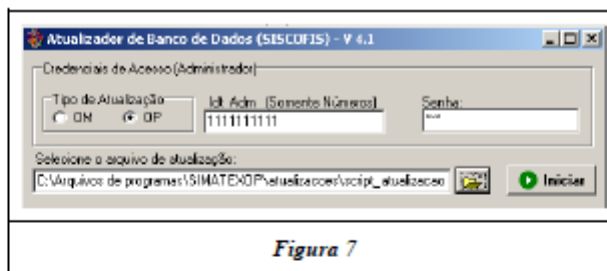 Atualizador de Banco de Dados (SISCOFIS) - V 4.1
Credenciais de Acesso (Administrador)
Tipo de Atualização
OM OP
Idt Adm (Somente Números)
1111111111
Senha:
Selecione o arquivo de atualização:
C:\Arquivos de programas\SIMATEXOP\atualizacoes\script_atualizacao
Iniciar
Figura 7